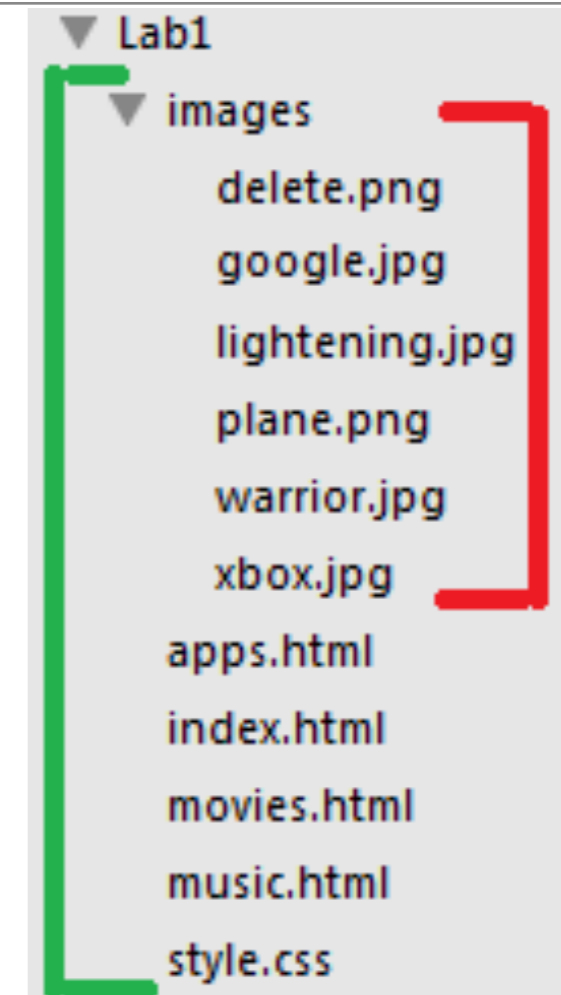 Lab1
images
delete.png
google.jpg
lightening.jpg
plane.png
warrior.jpg
xbox.jpg
apps.html
index.html
movies.html
music.html
style.css